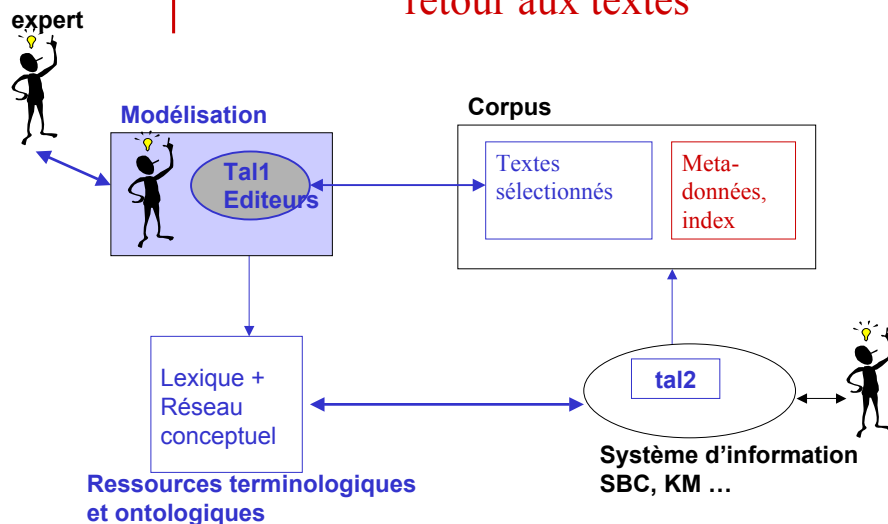 retour aux textes
expert
Modélisation
Corpus
Tal1
Editeurs
Textes
sélectionnés
Meta-
données,
index
Lexique +
Réseau
conceptuel
tal2
Système d'information
SBC, KM ...
Ressources terminologiques
et ontologiques